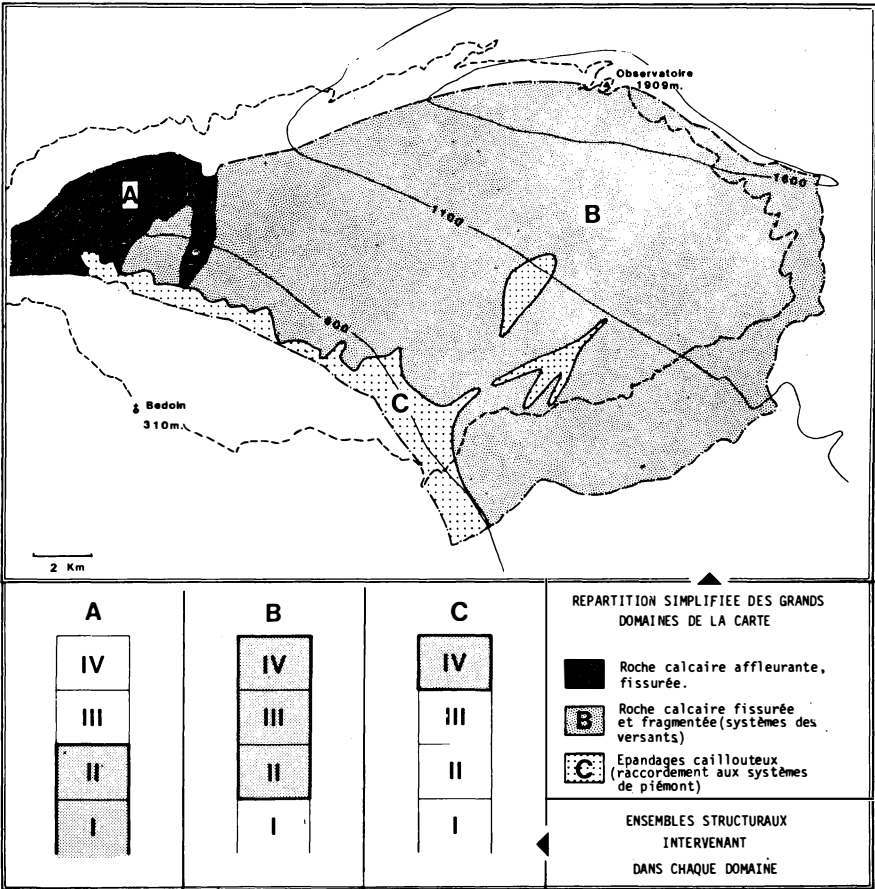 Observatoire
1909m.
A
1600
B
1100
600
C
Bedoin
310m.
2 Km
A
IV
III
II
I
B
IV
III
II
I
C
IV
III
II
I
REPARTITION SIMPLIFIEE DES GRANDS
DOMAINES DE LA CARTE
Roche calcaire affleurante,
fissurée.
B
Roche calcaire fissurée
et fragmentée(systèmes des
versants)
C
Epandages caillouteux
(raccordement aux systèmes
de piémont)
ENSEMBLES STRUCTURAUX
INTERVENANT
DANS CHAQUE DOMAINE